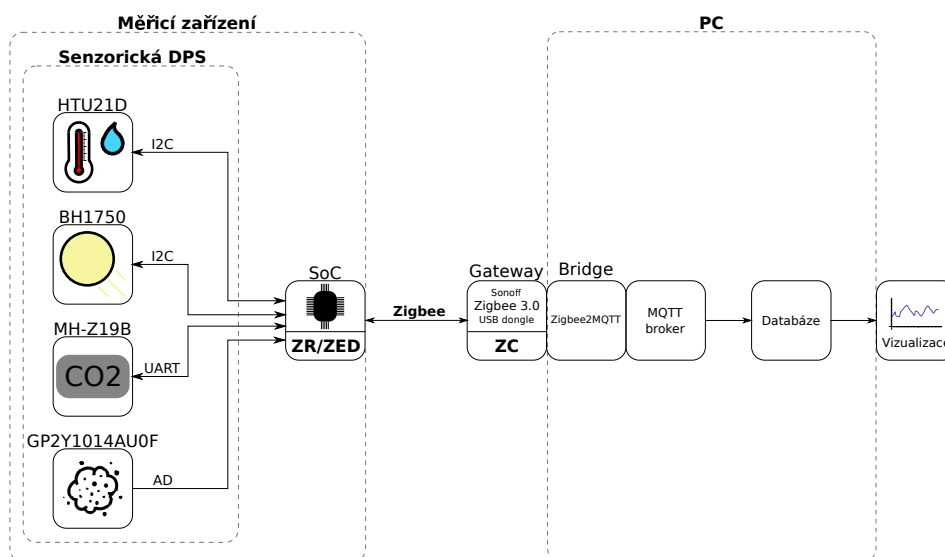 Měřicí zařízení
PC
Senzorická DPS
HTU21D
I2C
BH1750
I2C
SoC
ZR/ZED
MH-Z19B
CO2
UART
GP2Y1014AU0F
AD
Zigbee
Gateway
Sonoff
Zigbee 3.0
USB dongle
ZC
Bridge
Zigbee2MQTT
MQTT
broker
Databáze
Vizualizace